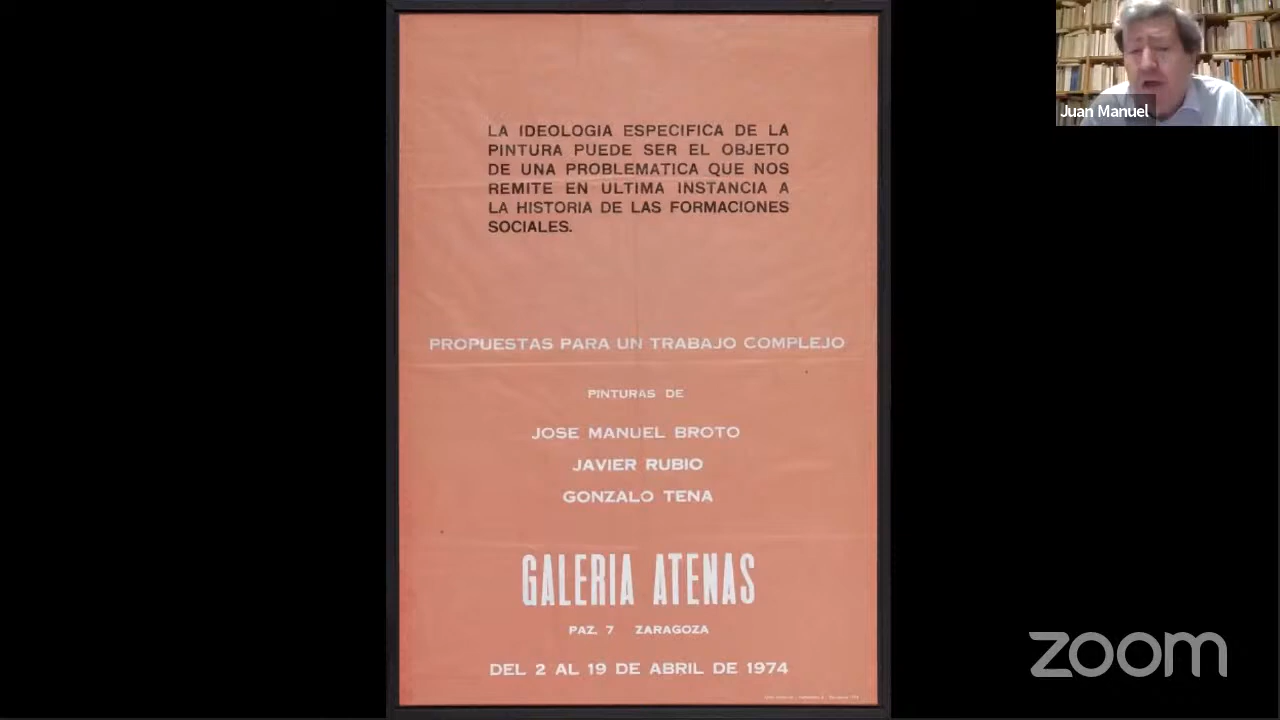 LA IDEOLOGIA ESPECIFICA DE LA
PINTURA PUEDE SER EL OBJETO
DE UNA PROBLEMATICA QUE NOS
REMITE EN ULTIMA INSTANCIA A
LA HISTORIA DE LAS FORMACIONES
SOCIALES.
PROPUESTAS PARA UN TRABAJO COMPLEJO
PINTURAS DE
JOSE MANUEL BROTO
JAVIER RUBIO
GONZALO TENA
GALERIA ATENAS
PAZ, 7 ZARAGOZA
DEL 2 AL 19 DE ABRIL DE 1974
Juan Manuel
zoom